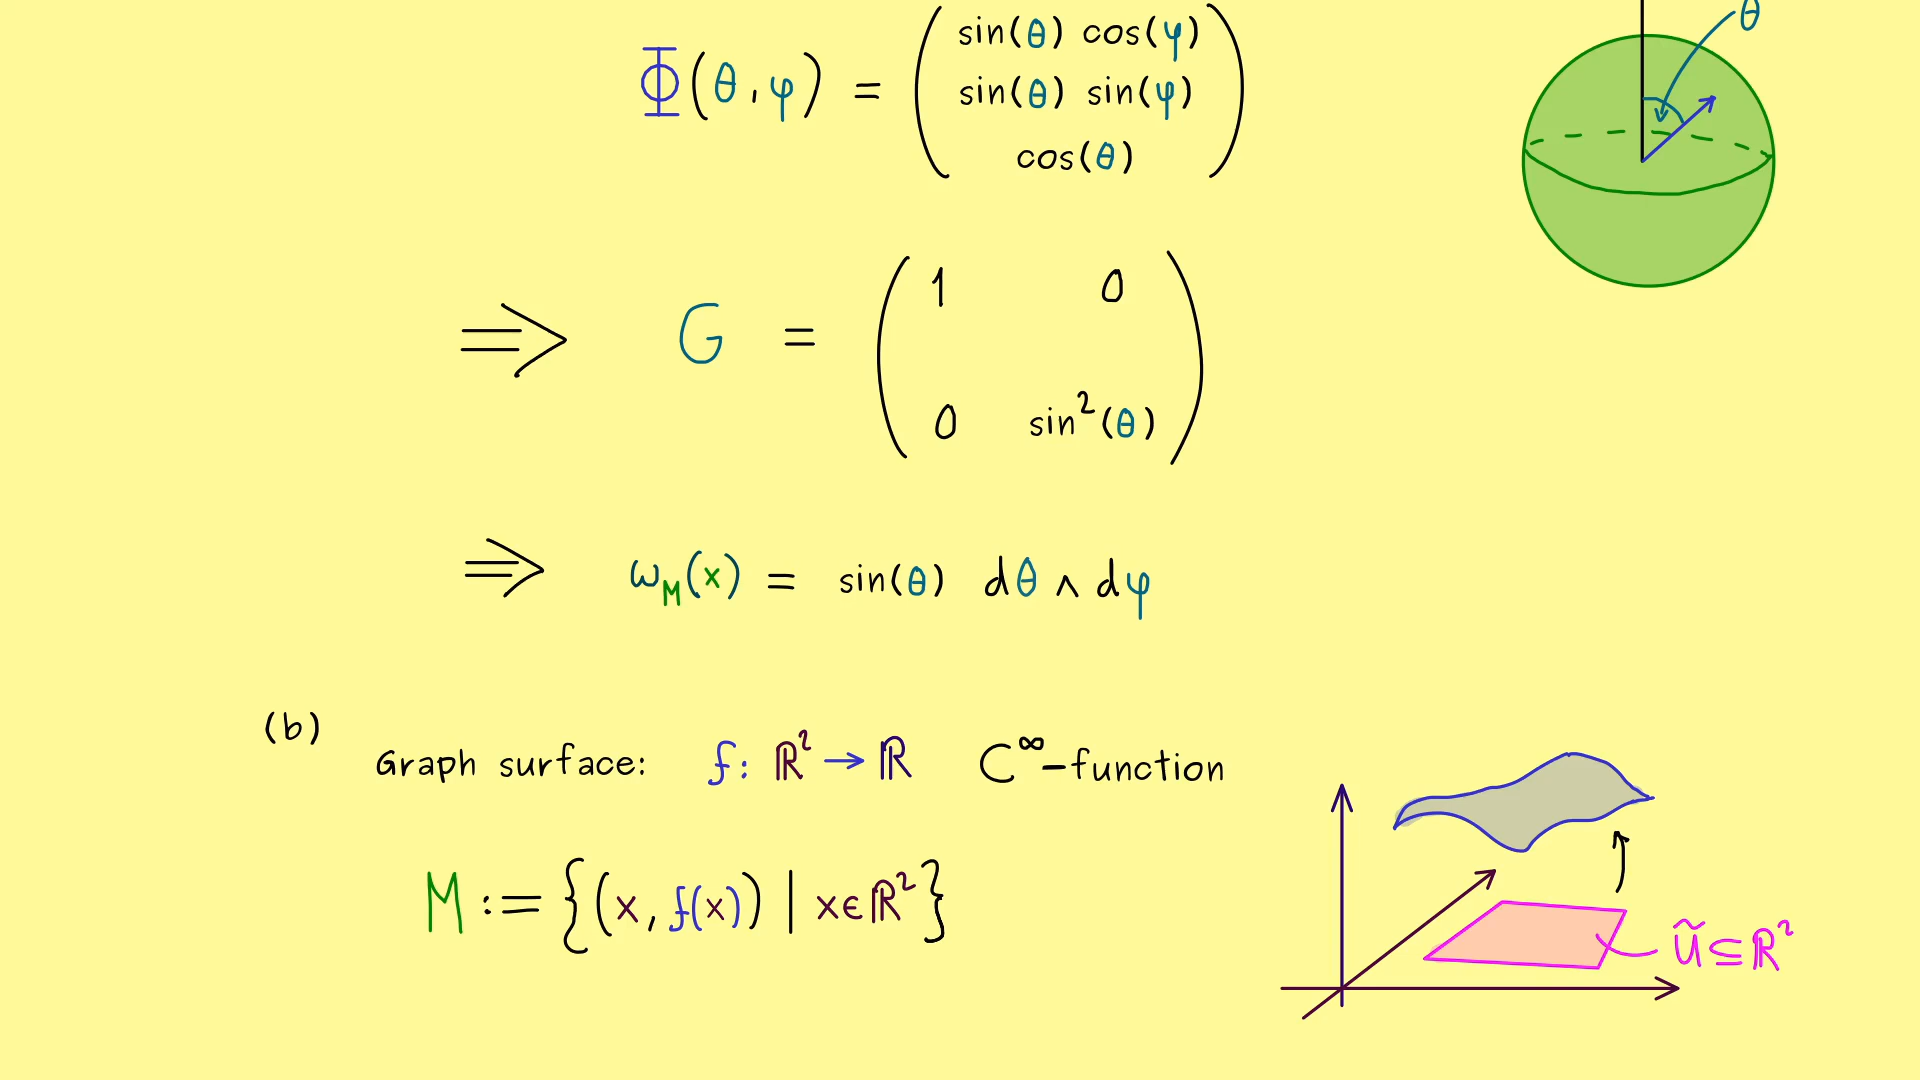 θ
Φ(θ,φ) = ( sin(θ) cos(φ)
sin(θ) sin(φ)
cos(θ) )
⇒ G = ( 1 0
0 sin²(θ) )
⇒ ω_M(x) = sin(θ) dθ ∧ dφ
(b)
Graph surface: f: ℝ² → ℝ C^∞-function
M := {(x, f(x)) | x∈ℝ²}
Ũ ⊆ ℝ²